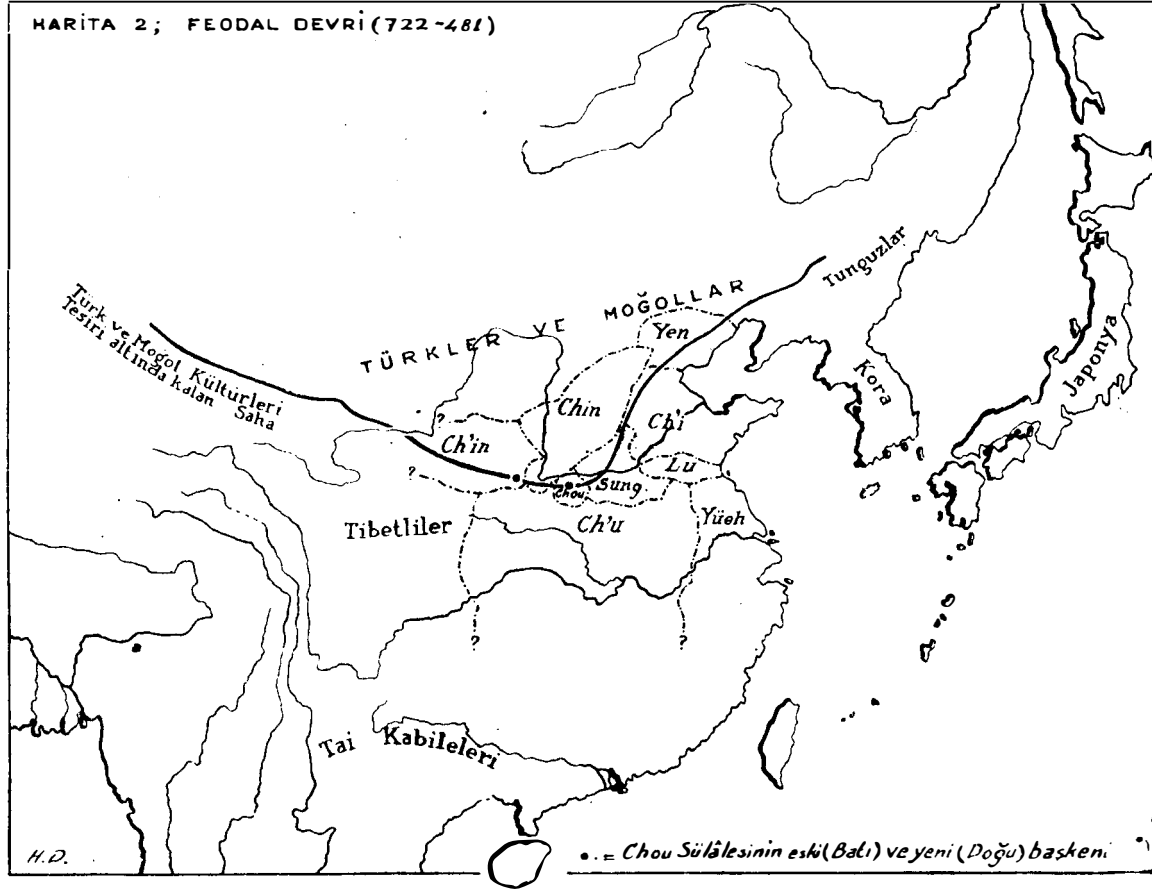 HARİTA 2; FEODAL DEVRİ (722-481)
Tunguzlar
TÜRKLER VE MOĞOLLAR
Türk ve Moğol Kültürleri
Tesiri altında kalan Saha
Yen
Kora
Japonya
Chin
Ch'i
?
Ch'in
Lu
?
Chou
Sung
Tibetliler
Ch'u
Yüeh
?
?
Tai Kabileleri
H.D.
• = Chou Sülâlesinin eski (Batı) ve yeni (Doğu) başkeni